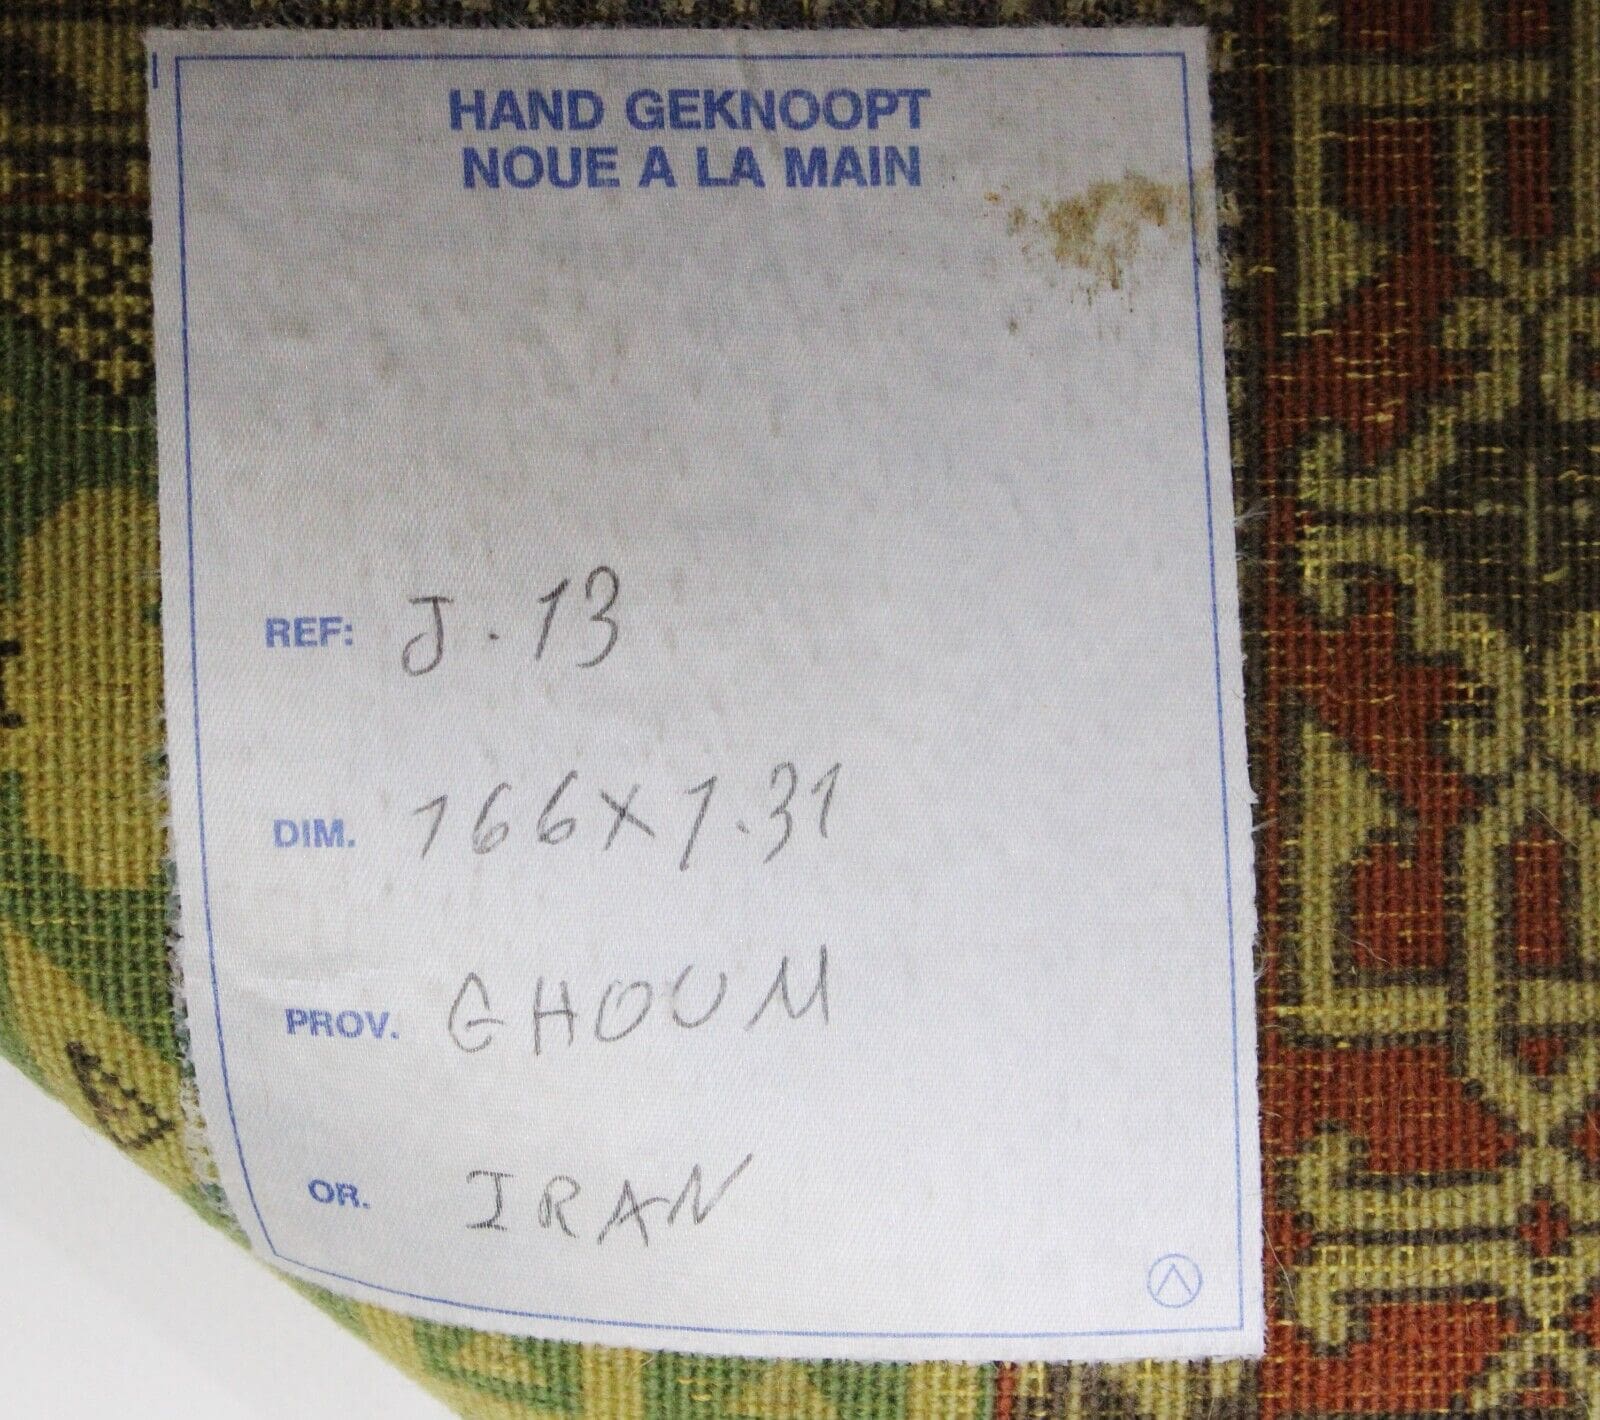 HAND GEKNOOPT
NOUE A LA MAIN
REF: J.13
DIM. 166x1.31
PROV. GHOUM
OR. IRAN